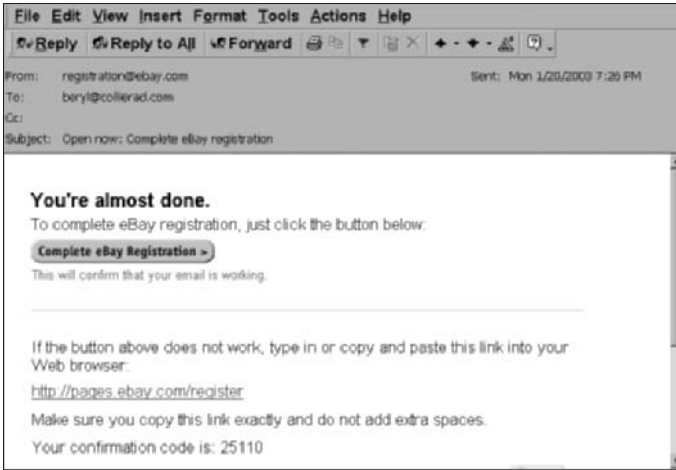 File Edit View Insert Format Tools Actions Help
Reply Reply to All Forward
From: registration@ebay.com Sent: Mon 1/20/2003 7:26 PM
To: beryl@collierad.com
Cc:
Subject: Open now: Complete eBay registration
You're almost done.
To complete eBay registration, just click the button below:
Complete eBay Registration >
This will confirm that your email is working.
If the button above does not work, type in or copy and paste this link into your
Web browser:
http://pages.ebay.com/register
Make sure you copy this link exactly and do not add extra spaces.
Your confirmation code is: 25110